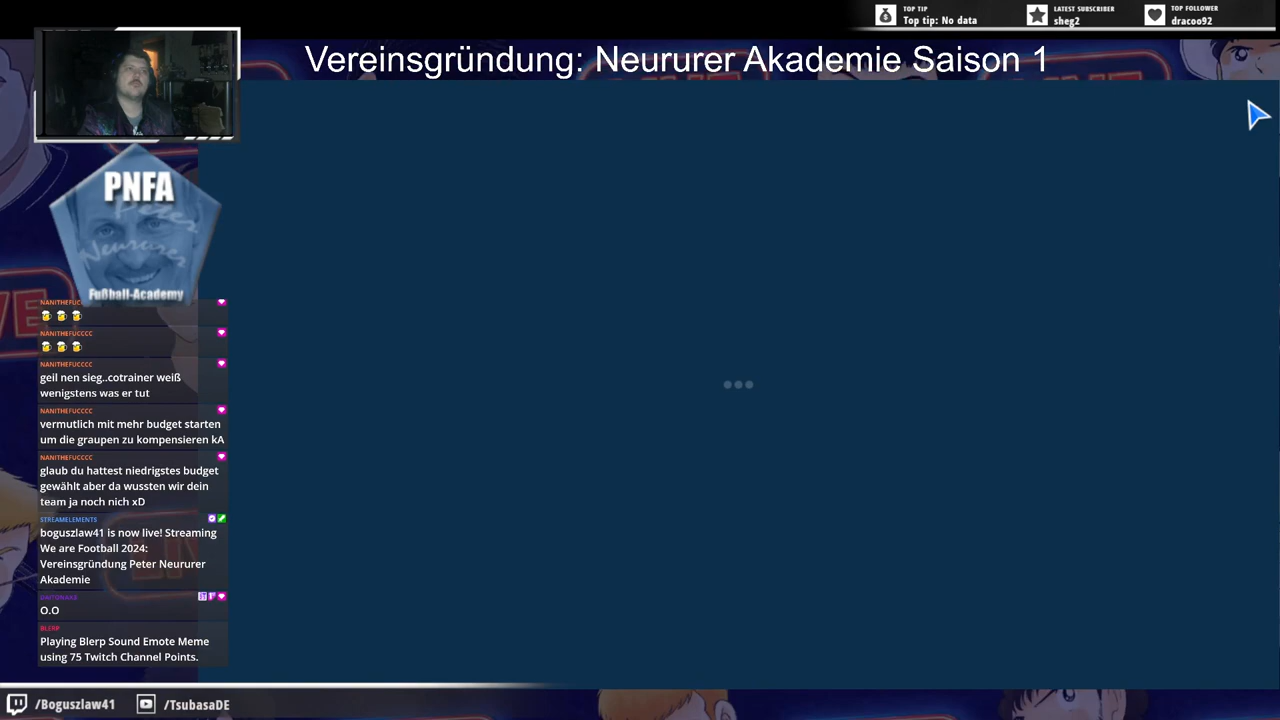 TOP TIP
Top tip: No data
LATEST SUBSCRIBER
sheg2
TOP FOLLOWER
dracoo92
Vereinsgründung: Neururer Akademie Saison 1
PNFA
Peter
Neururer
Fußball-Academy
NANITHEFUC
🍺 🍺 🍺
NANITHEFUCCCC
🍺 🍺 🍺
NANITHEFUCCCC
geil nen sieg..cotrainer weiß
wenigstens was er tut
NANITHEFUCCCC
vermutlich mit mehr budget starten
um die graupen zu kompensieren kA
NANITHEFUCCCC
glaub du hattest niedrigstes budget
gewählt aber da wussten wir dein
team ja noch nich xD
STREAMELEMENTS
boguszlaw41 is now live! Streaming
We are Football 2024:
Vereinsgründung Peter Neururer
Akademie
O.O
BLERP
Playing Blerp Sound Emote Meme
using 75 Twitch Channel Points.
/Boguszlaw41
/TsubasaDE